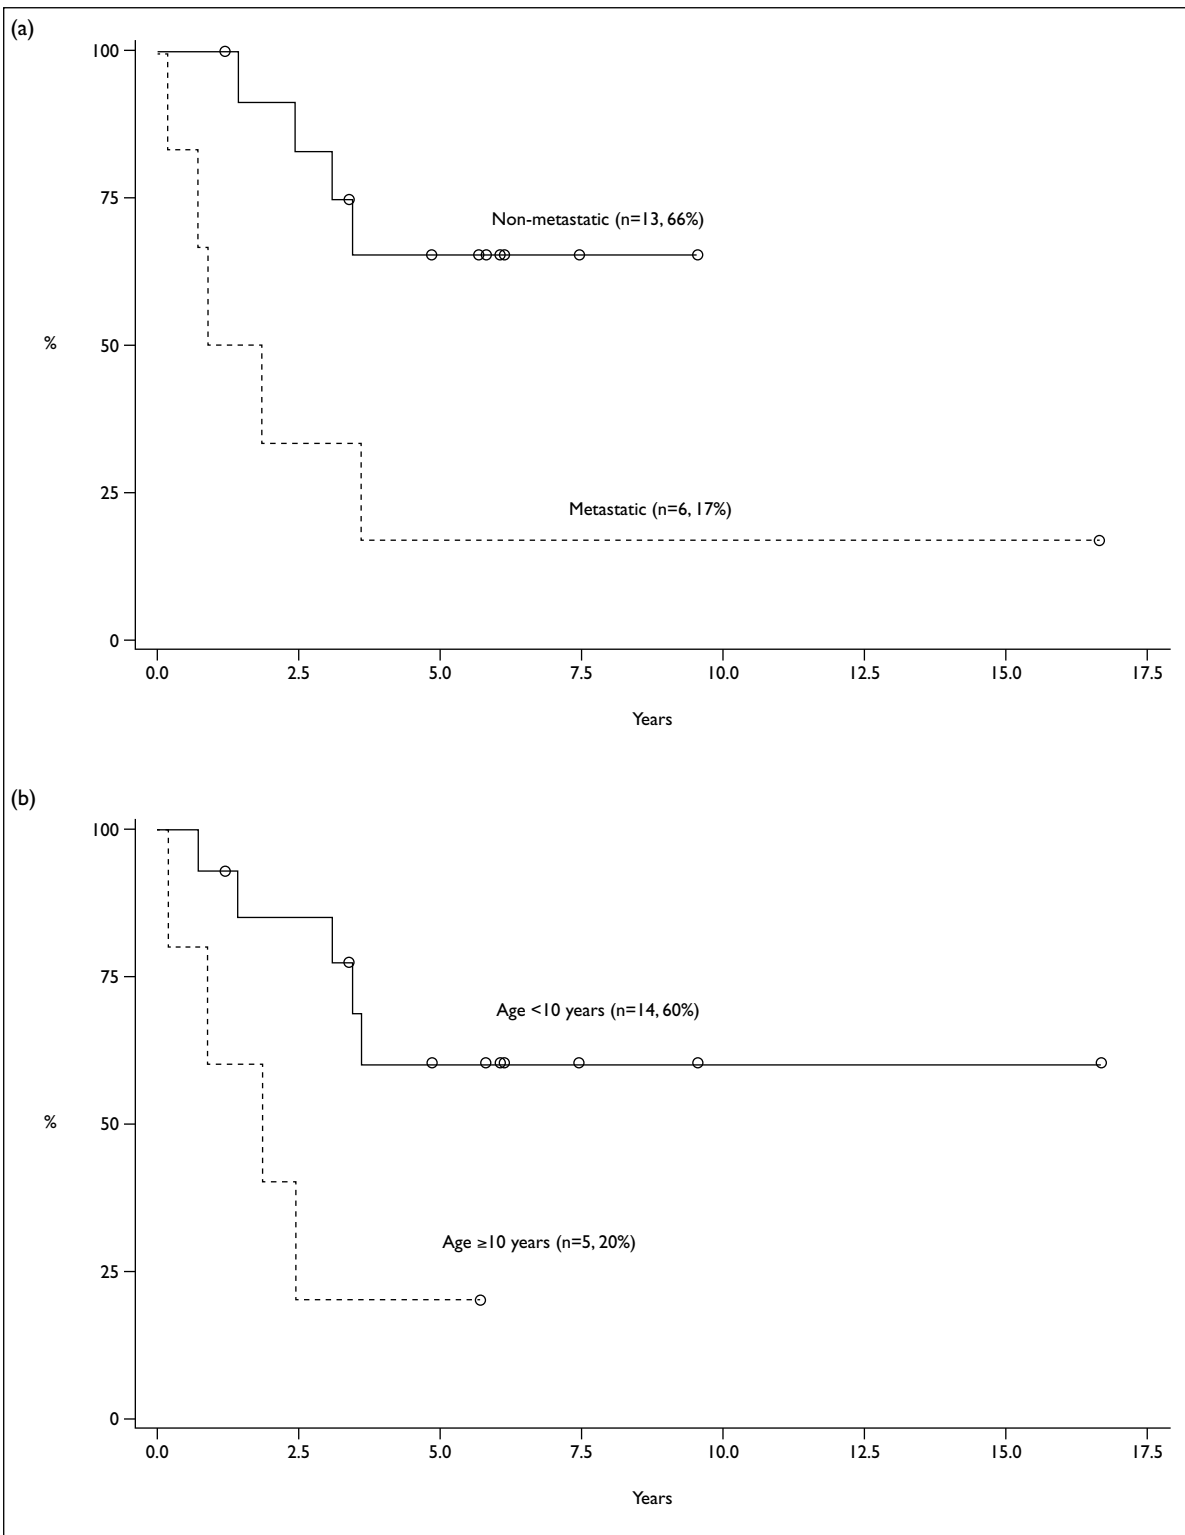 (a)
100
75
Non-metastatic (n=13, 66%)
%
50
25
Metastatic (n=6, 17%)
0
0.0 2.5 5.0 7.5 10.0 12.5 15.0 17.5
Years
(b)
100
75
Age <10 years (n=14, 60%)
%
50
Age ≥10 years (n=5, 20%)
25
0
0.0 2.5 5.0 7.5 10.0 12.5 15.0 17.5
Years